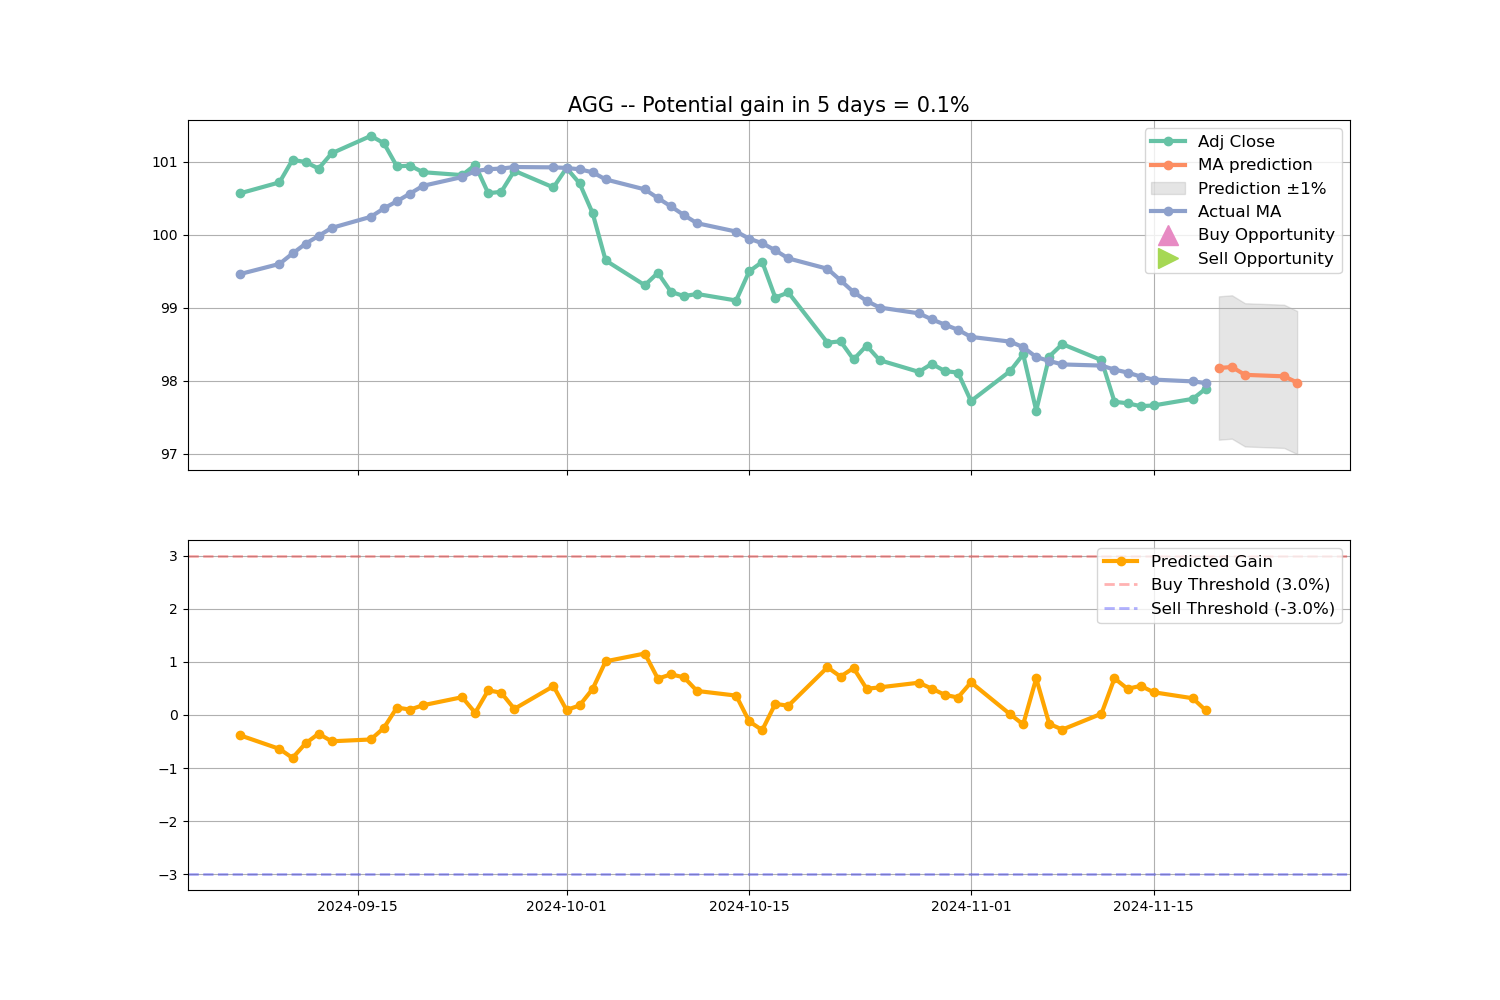 AGG -- Potential gain in 5 days = 0.1%
101
100
99
98
97
Adj Close
MA prediction
Prediction ±1%
Actual MA
Buy Opportunity
Sell Opportunity
3
2
1
0
−1
−2
−3
Predicted Gain
Buy Threshold (3.0%)
Sell Threshold (-3.0%)
2024-09-15
2024-10-01
2024-10-15
2024-11-01
2024-11-15